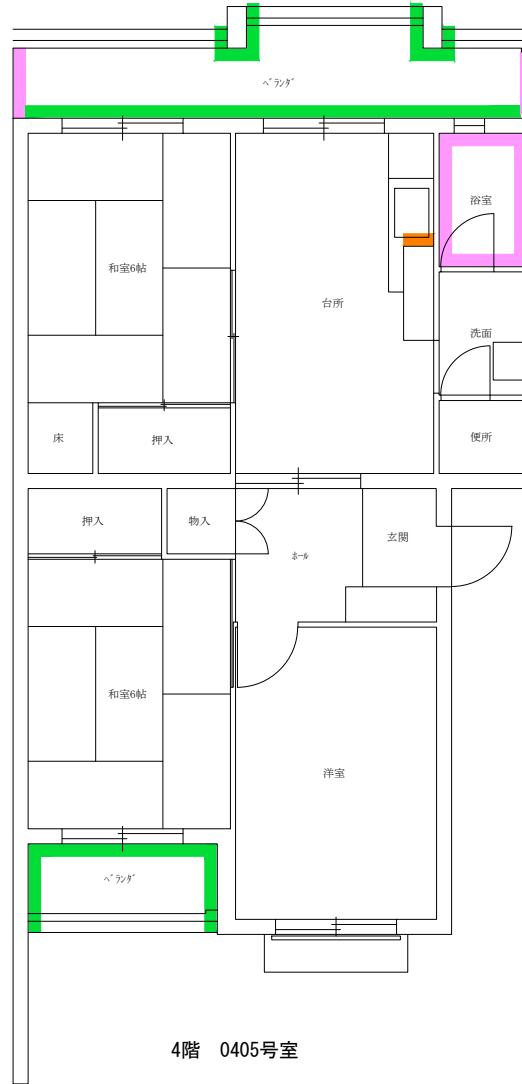 ﾍﾞﾗﾝﾀﾞ
浴室
和室6帖
台所
洗面
床
押入
便所
押入
物入
玄関
ﾎｰﾙ
和室6帖
洋室
ﾍﾞﾗﾝﾀﾞ
4階　0405号室